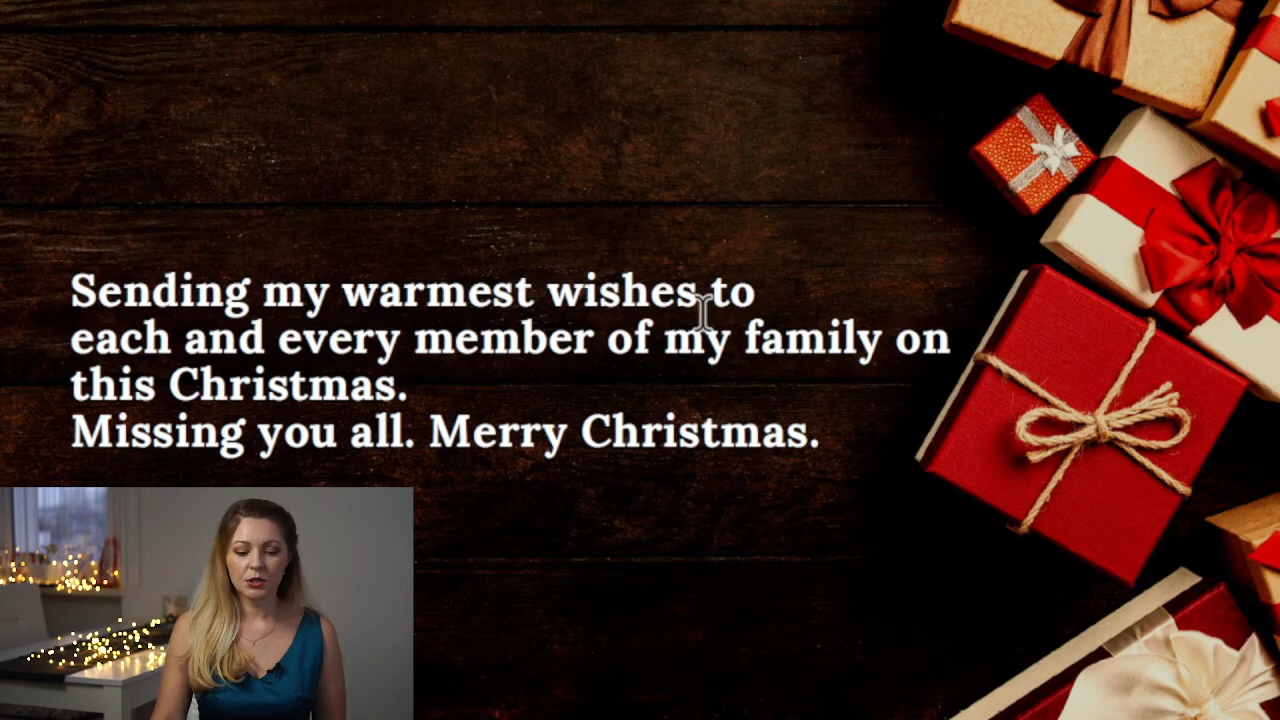 Sending my warmest wishes to
each and every member of my family on
this Christmas.
Missing you all. Merry Christmas.